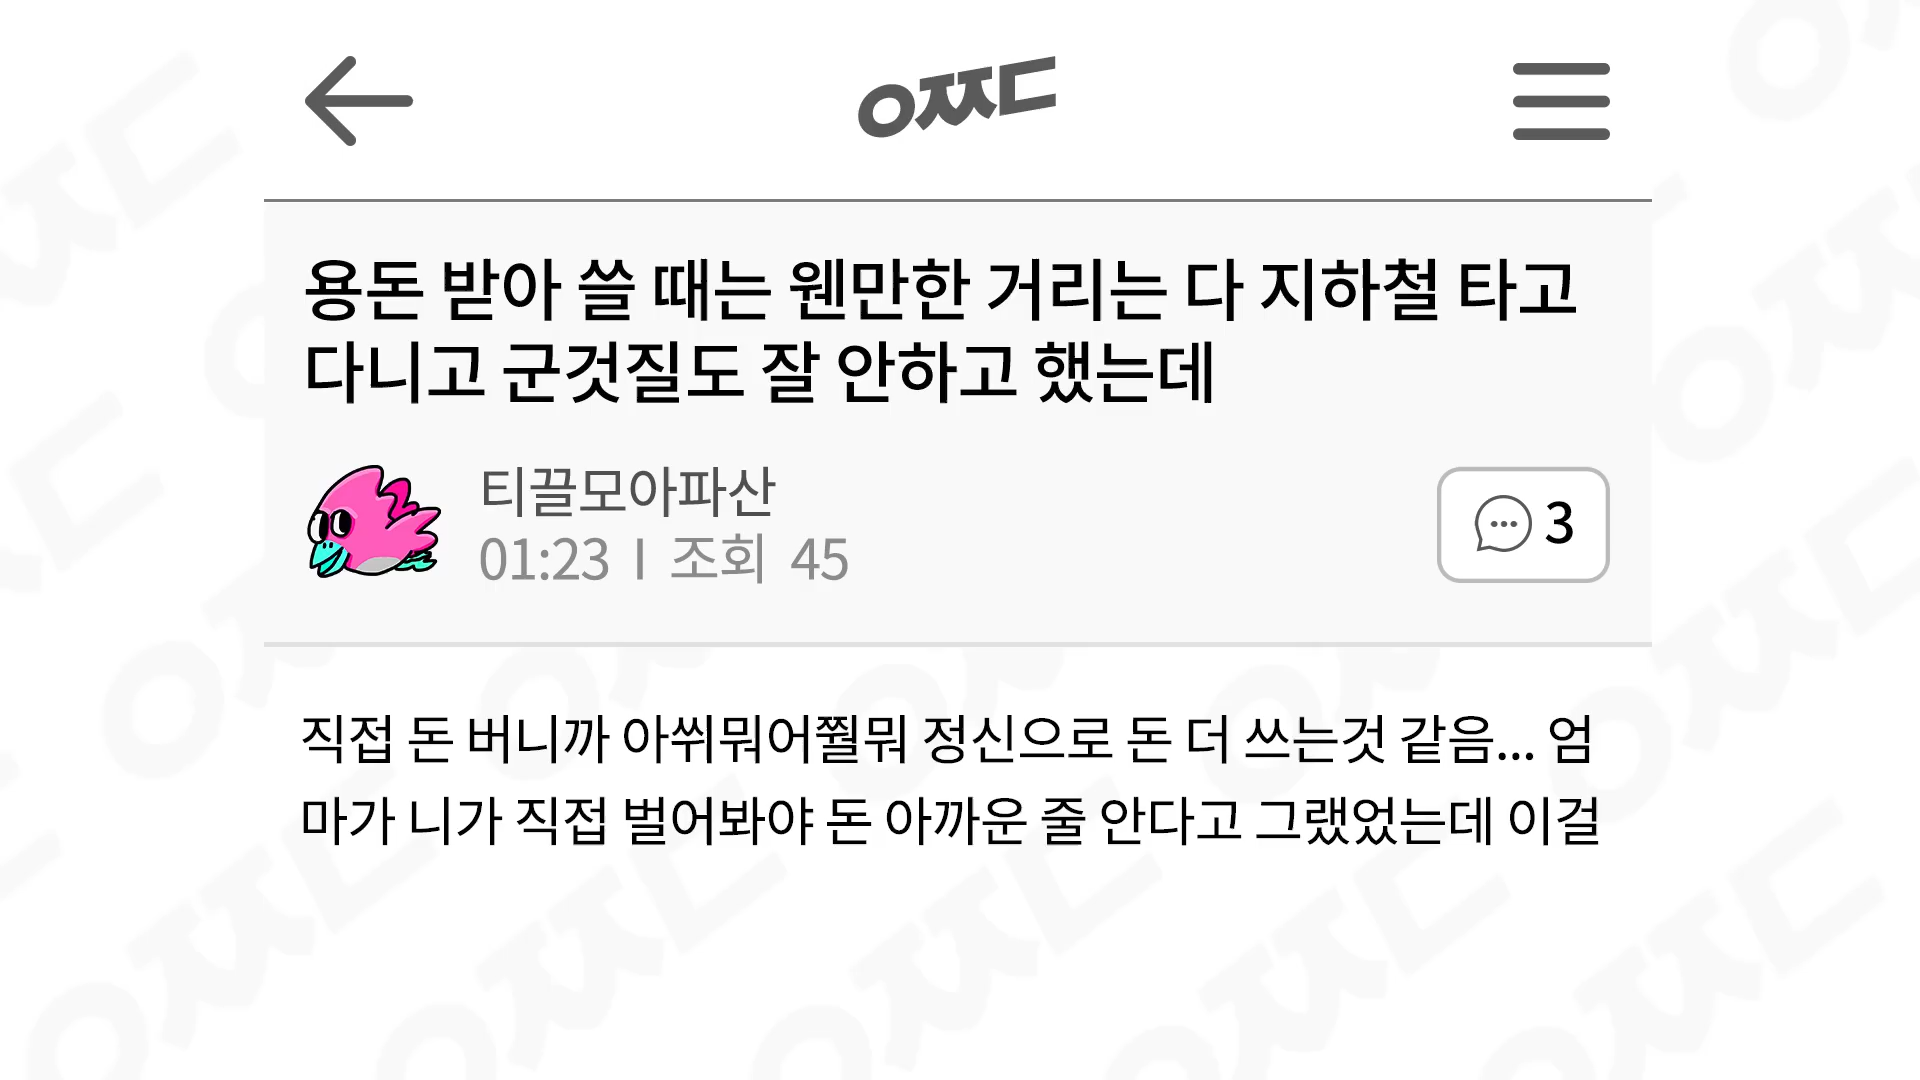 ㅇㅉㄷ
용돈 받아 쓸 때는 웬만한 거리는 다 지하철 타고
다니고 군것질도 잘 안하고 했는데
티끌모아파산
01:23 ㅣ 조회 45
3
직접 돈 버니까 아쒸뭐어쩔뭐 정신으로 돈 더 쓰는것 같음... 엄
마가 니가 직접 벌어봐야 돈 아까운 줄 안다고 그랬었는데 이걸